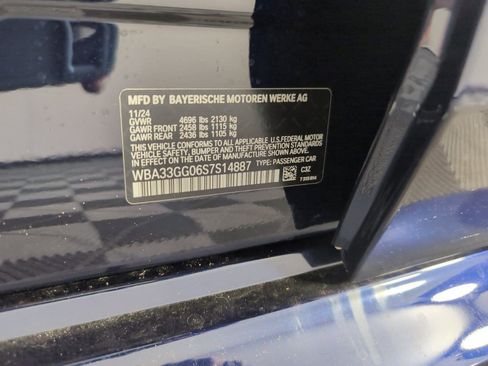 MFD BY BAYERISCHE MOTOREN WERKE AG
11/24
GVWR 4696 lbs 2130 kg
GAWR FRONT 2458 lbs 1115 kg
GAWR REAR 2436 lbs 1105 kg
THIS VEHICLE CONFORMS TO ALL APPLICABLE U.S. FEDERAL MOTOR
VEHICLE SAFETY, BUMPER AND THEFT PREVENTION STANDARDS
IN EFFECT ON THE DATE OF MANUFACTURE SHOWN ABOVE.
WBA33GG06S7S14887 TYPE: PASSENGER CAR
C3Z